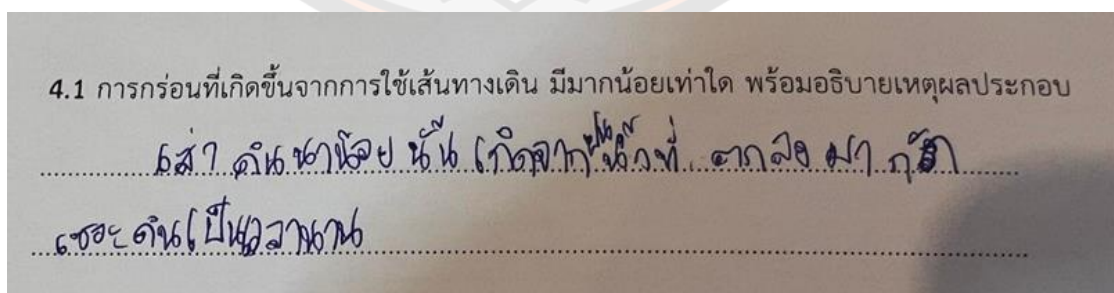 4.1 การกร่อนที่เกิดขึ้นจากการใช้เส้นทางเดิน มีมากน้อยเท่าใด พร้อมอธิบายเหตุผลประกอบ
เส่า ดินนาน้อย นั้น เกิดจากน้ำที่ ตกลง มา กัด
เซอะดินเป็นเวลานาน